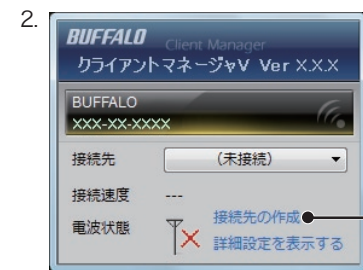 2.
BUFFALO Client Manager
クライアントマネージャV Ver X.X.X
BUFFALO
XXX-XX-XXXX
接続先 (未接続)
接続速度 ---
電波状態
接続先の作成
詳細設定を表示する